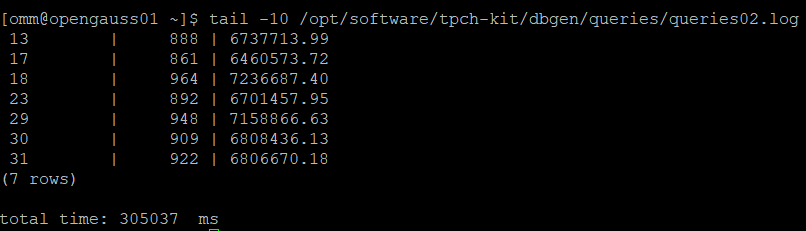 [omm@opengauss01 ~]$ tail -10 /opt/software/tpch-kit/dbgen/queries/queries02.log
13 | 888 | 6737713.99
17 | 861 | 6460573.72
18 | 964 | 7236687.40
23 | 892 | 6701457.95
29 | 948 | 7158866.63
30 | 909 | 6808436.13
31 | 922 | 6806670.18
(7 rows)
total time: 305037  ms